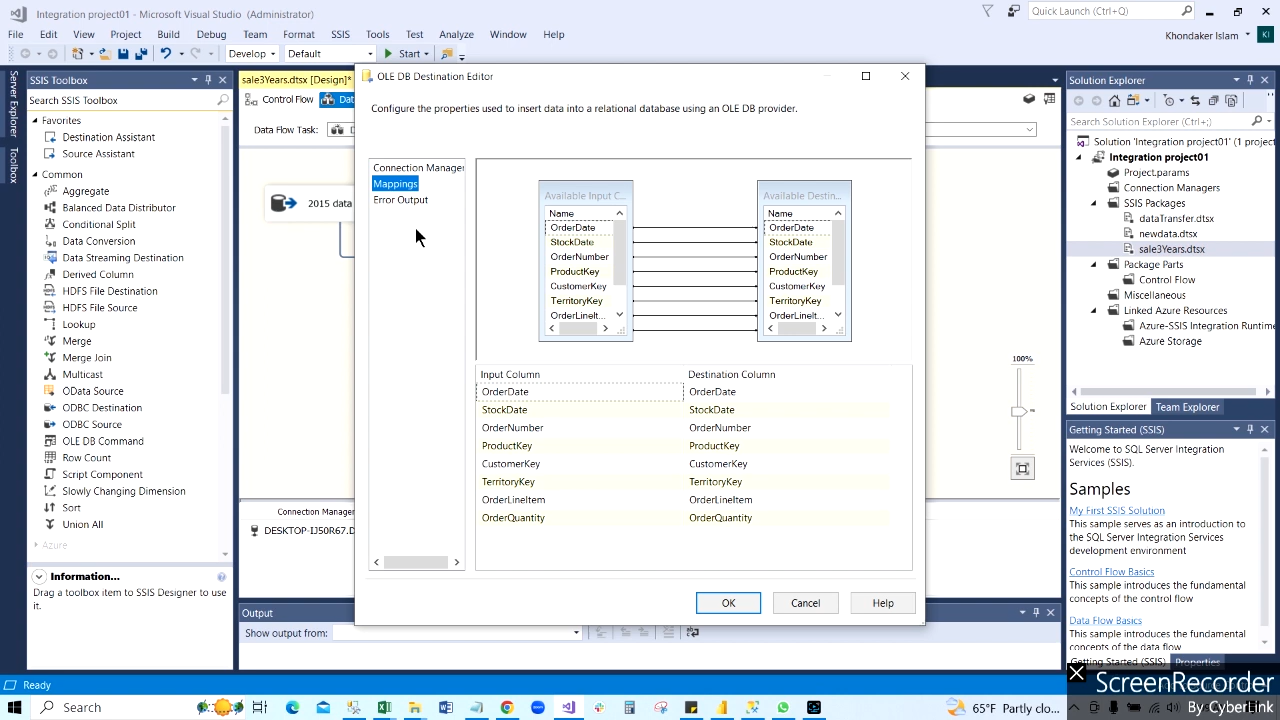 Integration project01 - Microsoft Visual Studio (Administrator)
Quick Launch (Ctrl+Q)
File Edit View Project Build Debug Team Format SSIS Tools Test Analyze Window Help
Khondaker Islam
KI
Develop
Default
Start
Server Explorer
Toolbox
SSIS Toolbox
Search SSIS Toolbox
Favorites
Destination Assistant
Source Assistant
Common
Aggregate
Balanced Data Distributor
Conditional Split
Data Conversion
Data Streaming Destination
Derived Column
HDFS File Destination
HDFS File Source
Lookup
Merge
Merge Join
Multicast
OData Source
ODBC Destination
ODBC Source
OLE DB Command
Row Count
Script Component
Slowly Changing Dimension
Sort
Union All
Azure
Information...
Drag a toolbox item to SSIS Designer to use
it.
sale3Years.dtsx [Design]*
Control Flow
Dat
Data Flow Task:
D
2015 data
Connection Manager
DESKTOP-IJ50R67.D
Output
Show output from:
OLE DB Destination Editor
Configure the properties used to insert data into a relational database using an OLE DB provider.
Connection Manager
Mappings
Error Output
Available Input C...
Name
OrderDate
StockDate
OrderNumber
ProductKey
CustomerKey
TerritoryKey
OrderLineIt...
Available Destin...
Name
OrderDate
StockDate
OrderNumber
ProductKey
CustomerKey
TerritoryKey
OrderLineIt...
Input Column Destination Column
OrderDate OrderDate
StockDate StockDate
OrderNumber OrderNumber
ProductKey ProductKey
CustomerKey CustomerKey
TerritoryKey TerritoryKey
OrderLineItem OrderLineItem
OrderQuantity OrderQuantity
OK Cancel Help
100%
Solution Explorer
Search Solution Explorer (Ctrl+;)
Solution 'Integration project01' (1 project
Integration project01
Project.params
Connection Managers
SSIS Packages
dataTransfer.dtsx
newdata.dtsx
sale3Years.dtsx
Package Parts
Control Flow
Miscellaneous
Linked Azure Resources
Azure-SSIS Integration Runtime
Azure Storage
Solution Explorer Team Explorer
Getting Started (SSIS)
Welcome to SQL Server Integration
Services (SSIS).
Samples
My First SSIS Solution
This sample serves as an introduction to
the SQL Server Integration Services
development environment
Control Flow Basics
This sample introduces the fundamental
concepts of the control flow
Data Flow Basics
This sample introduces the fundamental
concepts of the data flow
Getting Started (SSIS) Properties
Ready
ScreenRecorder
By CyberLink
Search
65°F Partly clo...